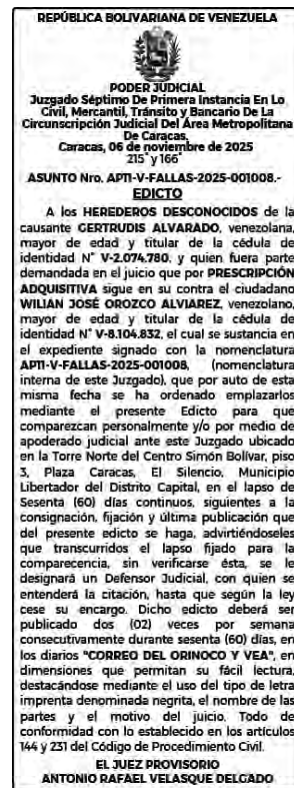 REPÚBLICA BOLIVARIANA DE VENEZUELA
PODER JUDICIAL
Juzgado Séptimo De Primera Instancia En Lo
Civil, Mercantil, Tránsito y Bancario De La
Circunscripción Judicial Del Área Metropolitana
De Caracas.
Caracas, 06 de noviembre de 2025
215° y 166°
ASUNTO Nro. AP11-V-FALLAS-2025-001008.-
EDICTO
A los HEREDEROS DESCONOCIDOS de la
causante GERTRUDIS ALVARADO, venezolana,
mayor de edad y titular de la cédula de
identidad N° V-2.074.780, y quien fuera parte
demandada en el juicio que por PRESCRIPCIÓN
ADQUISITIVA sigue en su contra el ciudadano
WILIAN JOSÉ OROZCO ALVIAREZ, venezolano,
mayor de edad y titular de la cédula de
identidad N° V-8.104.832, el cual se sustancia en
el expediente signado con la nomenclatura
AP11-V-FALLAS-2025-001008, (nomenclatura
interna de este Juzgado), que por auto de esta
misma fecha se ha ordenado emplazarlos
mediante el presente Edicto para que
comparezcan personalmente y/o por medio de
apoderado judicial ante este Juzgado ubicado
en la Torre Norte del Centro Simón Bolívar, piso
3, Plaza Caracas, El Silencio, Municipio
Libertador del Distrito Capital, en el lapso de
Sesenta (60) días continuos, siguientes a la
consignación, fijación y última publicación que
del presente edicto se haga, advirtiéndoseles
que transcurridos el lapso fijado para la
comparecencia, sin verificarse ésta, se le
designará un Defensor Judicial, con quien se
entenderá la citación, hasta que según la ley
cese su encargo. Dicho edicto deberá ser
publicado dos (02) veces por semana
consecutivamente durante sesenta (60) días, en
los diarios "CORREO DEL ORINOCO Y VEA", en
dimensiones que permitan su fácil lectura,
destacándose mediante el uso del tipo de letra
imprenta denominada negrita, el nombre de las
partes y el motivo del juicio. Todo de
conformidad con lo establecido en los artículos
144 y 231 del Código de Procedimiento Civil.
EL JUEZ PROVISORIO
ANTONIO RAFAEL VELASQUE DELGADO